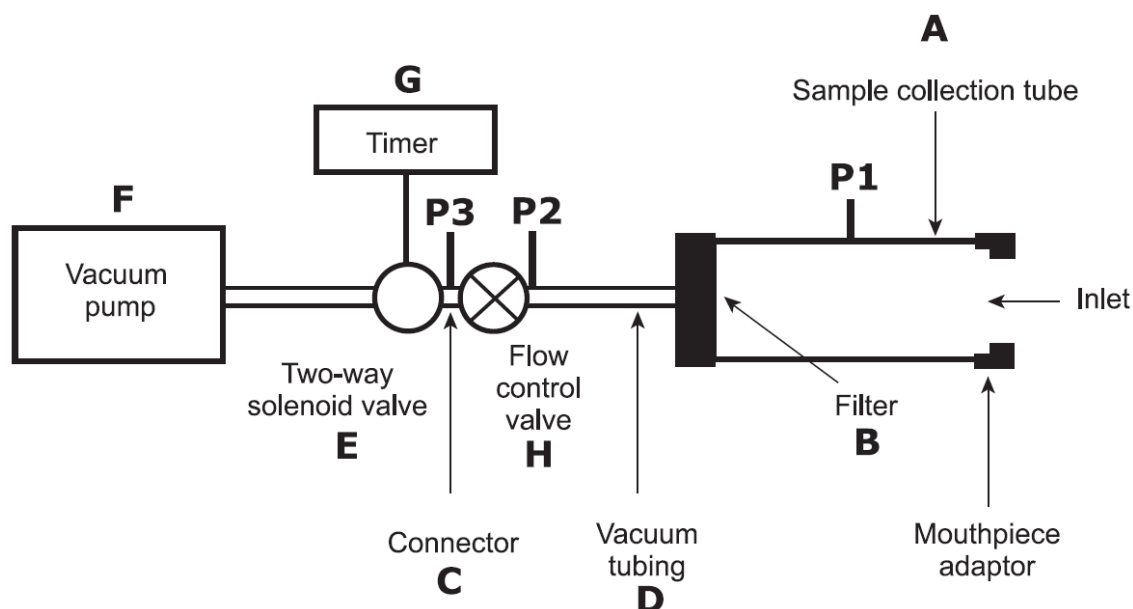 A
Sample collection tube
G
Timer
P1
F
P3
P2
Vacuum
pump
Inlet
Two-way
solenoid valve
E
Flow
control
valve
H
Filter
B
Connector
C
Vacuum
tubing
D
Mouthpiece
adaptor